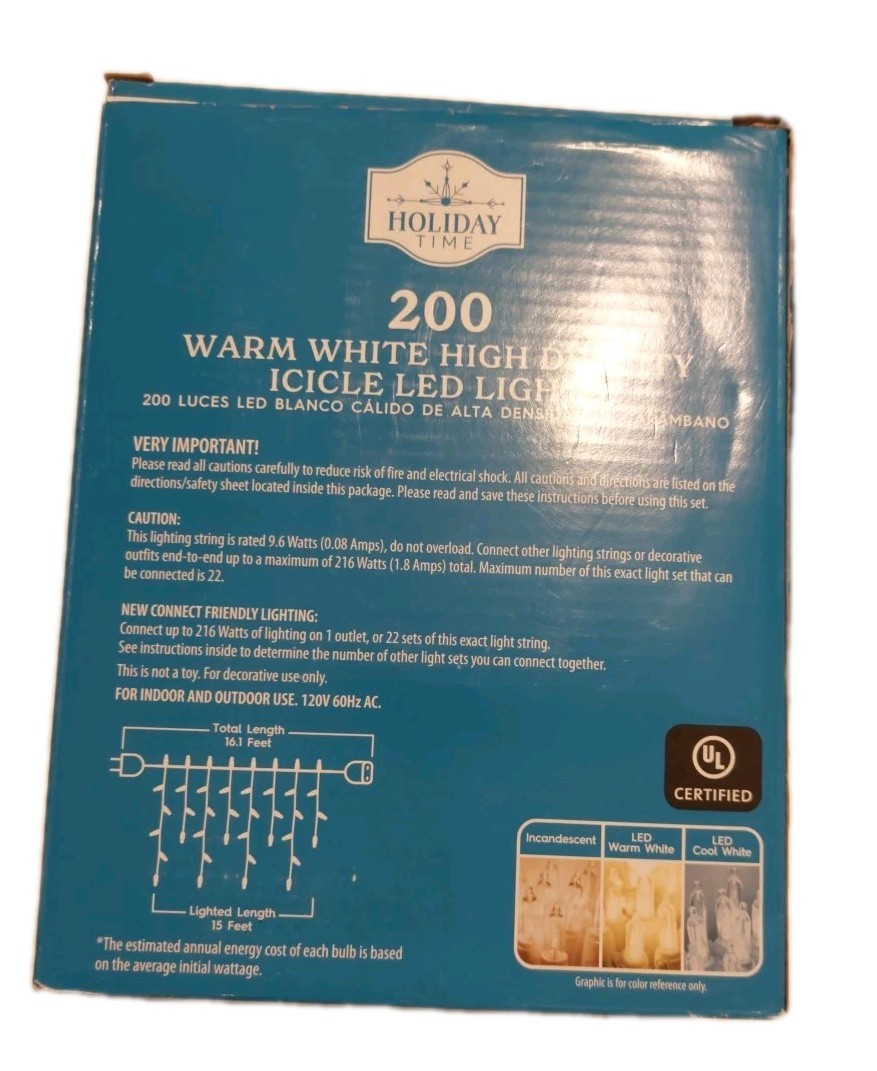 HOLIDAY
TIME
200
WARM WHITE HIGH
ICICLE LED
200 LUCES LED BLANCO CÁLIDO DE ALTA
VERY IMPORTANT!
Please read all cautions carefully to reduce risk of fire and electrical shock. All cautions and directions are listed on the
directions/safety sheet located inside this package. Please read and save these instructions before using this set.
CAUTION:
This lighting string is rated 9.6 Watts (0.08 Amps), do not overload. Connect other lighting strings or decorative
outfits end-to-end up to a maximum of 216 Watts (1.8 Amps) total. Maximum number of this exact light set that can
be connected is 22.
NEW CONNECT FRIENDLY LIGHTING:
Connect up to 216 Watts of lighting on 1 outlet, or 22 sets of this exact light string.
See instructions inside to determine the number of other light sets you can connect together.
This is not a toy. For decorative use only.
FOR INDOOR AND OUTDOOR USE. 120V 60Hz AC.
Total Length
16.1 Feet
Lighted Length
15 Feet
*The estimated annual energy cost of each bulb is based
on the average initial wattage.
UL
CERTIFIED
Incandescent
LED
Warm White
LED
Cool White
Graphic is for color reference only.